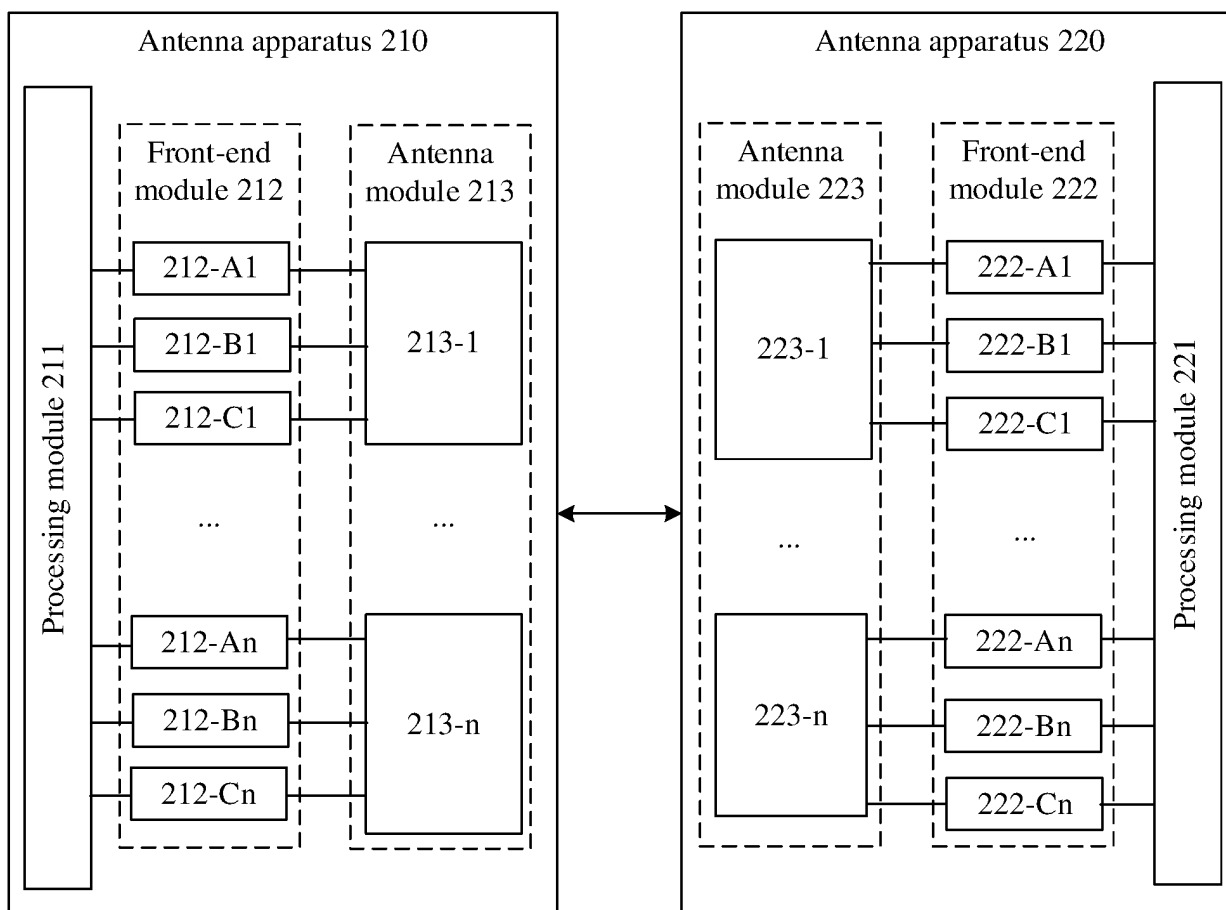 Antenna apparatus 210
Processing module 211
Front-end
module 212
212-A1
212-B1
212-C1
...
212-An
212-Bn
212-Cn
Antenna
module 213
213-1
...
213-n
Antenna apparatus 220
Antenna
module 223
223-1
...
223-n
Front-end
module 222
222-A1
222-B1
222-C1
...
222-An
222-Bn
222-Cn
Processing module 221